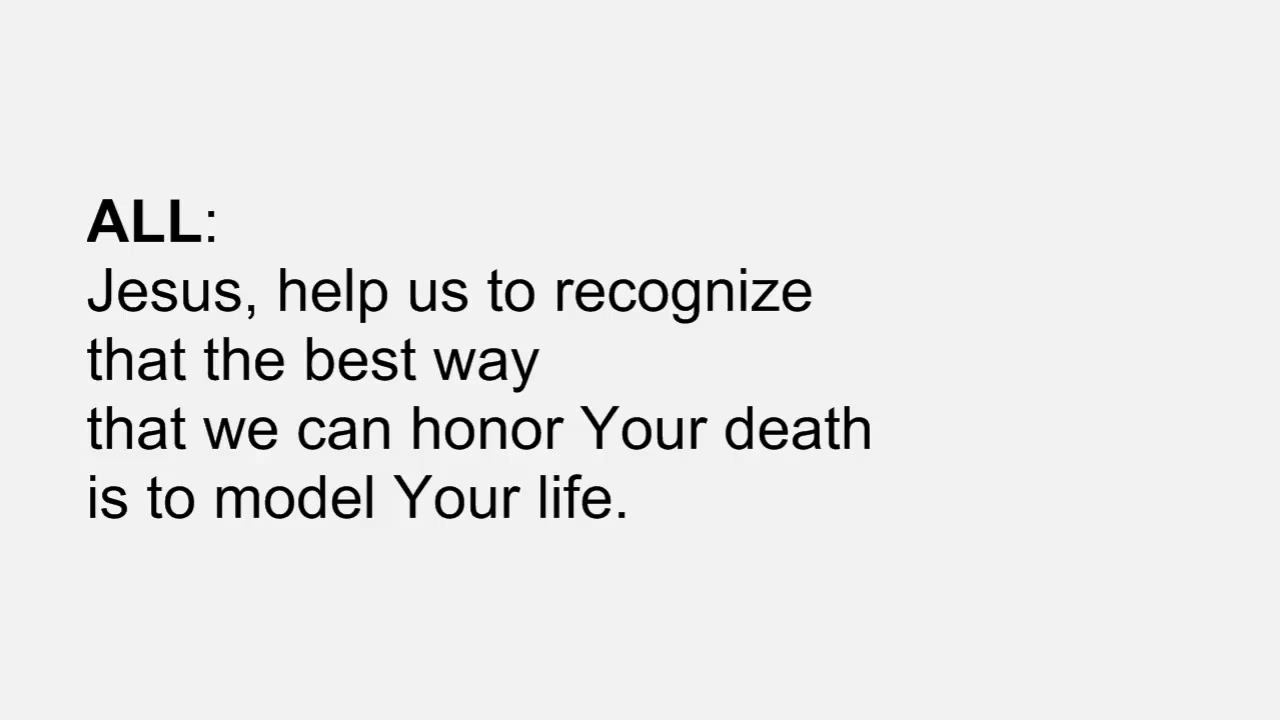 ALL:
Jesus, help us to recognize
that the best way
that we can honor Your death
is to model Your life.